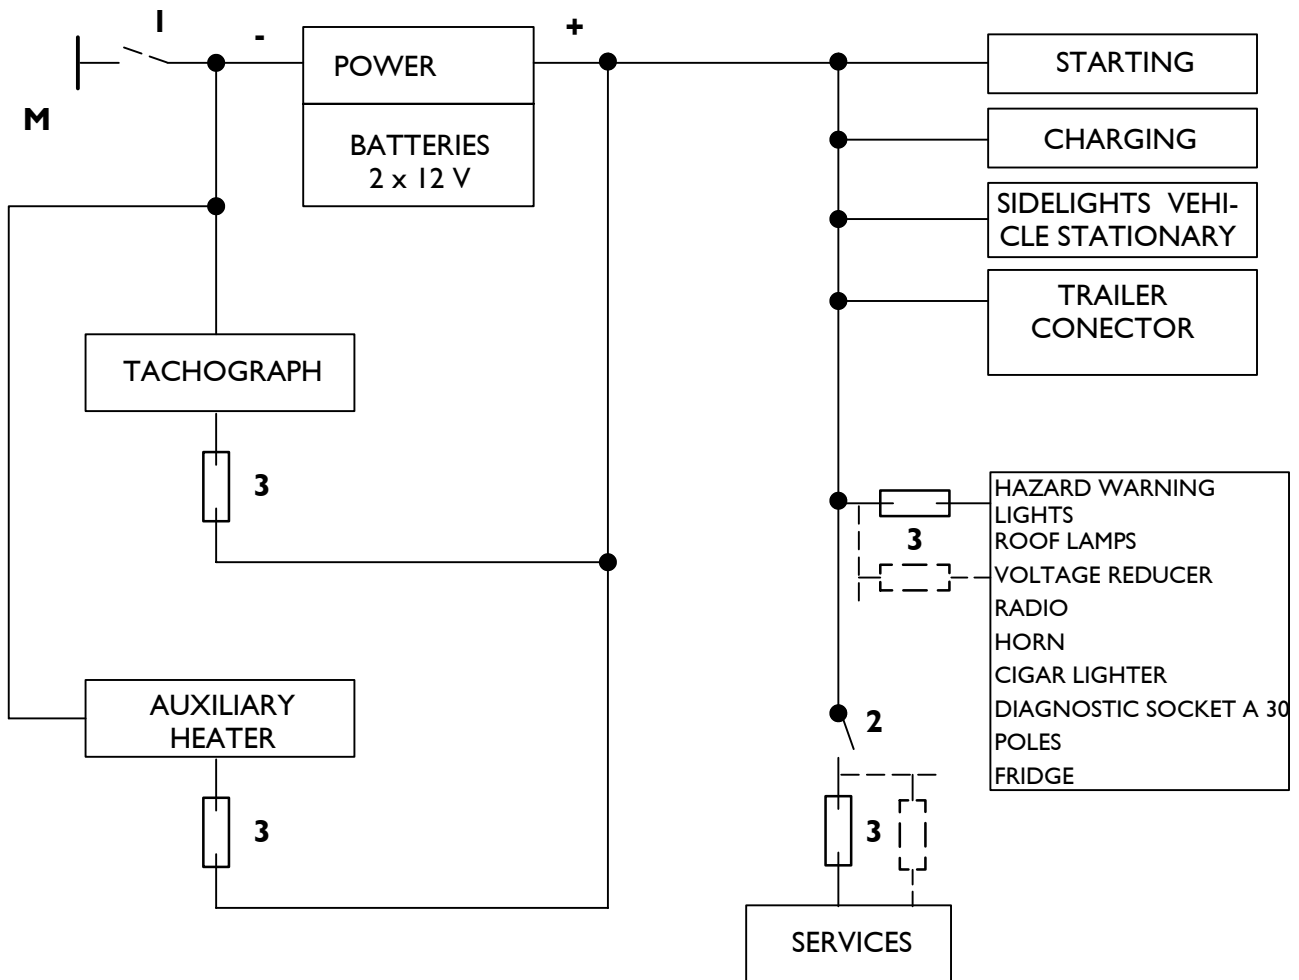 I
-
+
M
POWER
BATTERIES
2 x 12 V
STARTING
CHARGING
SIDELIGHTS VEHI-
CLE STATIONARY
TRAILER
CONECTOR
TACHOGRAPH
3
HAZARD WARNING
LIGHTS
ROOF LAMPS
VOLTAGE REDUCER
RADIO
HORN
CIGAR LIGHTER
DIAGNOSTIC SOCKET A 30
POLES
FRIDGE
3
AUXILIARY
HEATER
3
2
3
SERVICES